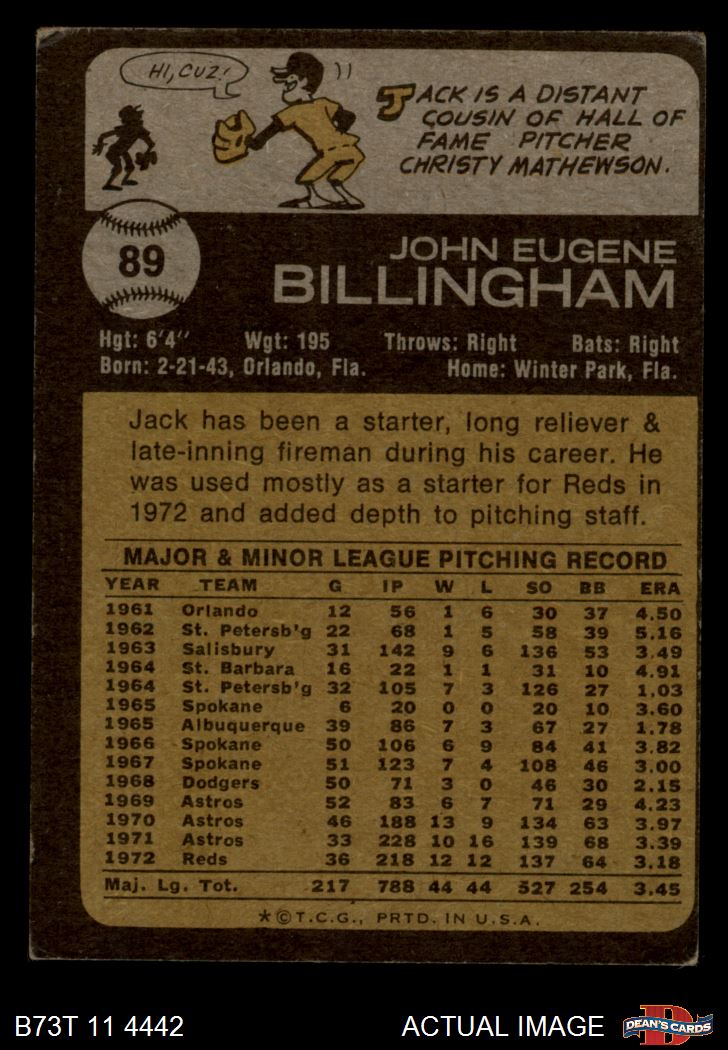 HI, CUZ!
JACK IS A DISTANT
COUSIN OF HALL OF
FAME PITCHER
CHRISTY MATHEWSON.
89
JOHN EUGENE
BILLINGHAM
Hgt: 6'4" Wgt: 195 Throws: Right Bats: Right
Born: 2-21-43, Orlando, Fla. Home: Winter Park, Fla.
Jack has been a starter, long reliever &
late-inning fireman during his career. He
was used mostly as a starter for Reds in
1972 and added depth to pitching staff.
MAJOR & MINOR LEAGUE PITCHING RECORD
YEAR TEAM G IP W L SO BB ERA
1961 Orlando 12 56 1 6 30 37 4.50
1962 St. Petersb'g 22 68 1 5 58 39 5.16
1963 Salisbury 31 142 9 6 136 53 3.49
1964 St. Barbara 16 22 1 1 31 10 4.91
1964 St. Petersb'g 32 105 7 3 126 27 1.03
1965 Spokane 6 20 0 0 20 10 3.60
1965 Albuquerque 39 86 7 3 67 27 1.78
1966 Spokane 50 106 6 9 84 41 3.82
1967 Spokane 51 123 7 4 108 46 3.00
1968 Dodgers 50 71 3 0 46 30 2.15
1969 Astros 52 83 6 7 71 29 4.23
1970 Astros 46 188 13 9 134 63 3.97
1971 Astros 33 228 10 16 139 68 3.39
1972 Reds 36 218 12 12 137 64 3.18
Maj. Lg. Tot. 217 788 44 44 527 254 3.45
*©T.C.G., PRTD. IN U.S.A.
B73T 11 4442 ACTUAL IMAGE D DEAN'S CARDS